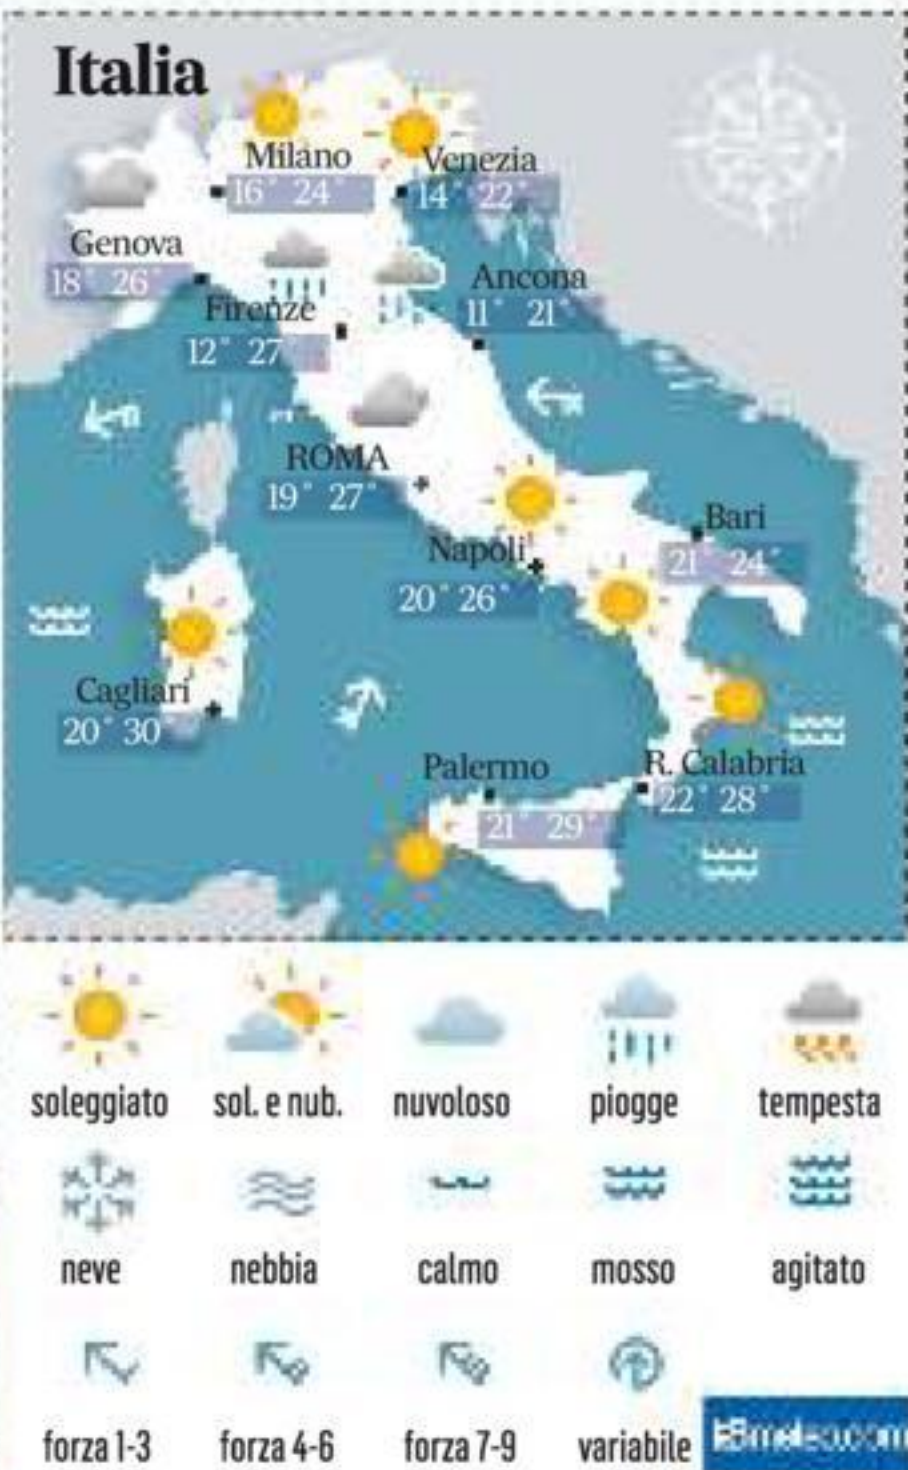 Italia
Milano
16° 24°
Venezia
14° 22°
Genova
18° 26°
Firenze
12° 27
Ancona
11° 21°
ROMA
19° 27°
Napoli
20° 26°
Bari
21° 24°
Cagliari
20° 30°
Palermo
21° 29°
R. Calabria
22° 28°
soleggiato
sol. e nub.
nuvoloso
piogge
tempesta
neve
nebbia
calmo
mosso
agitato
forza 1-3
forza 4-6
forza 7-9
variabile